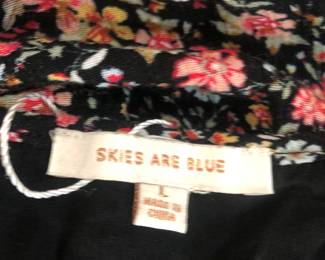 SKIES ARE BLUE
L
MADE IN
CHINA